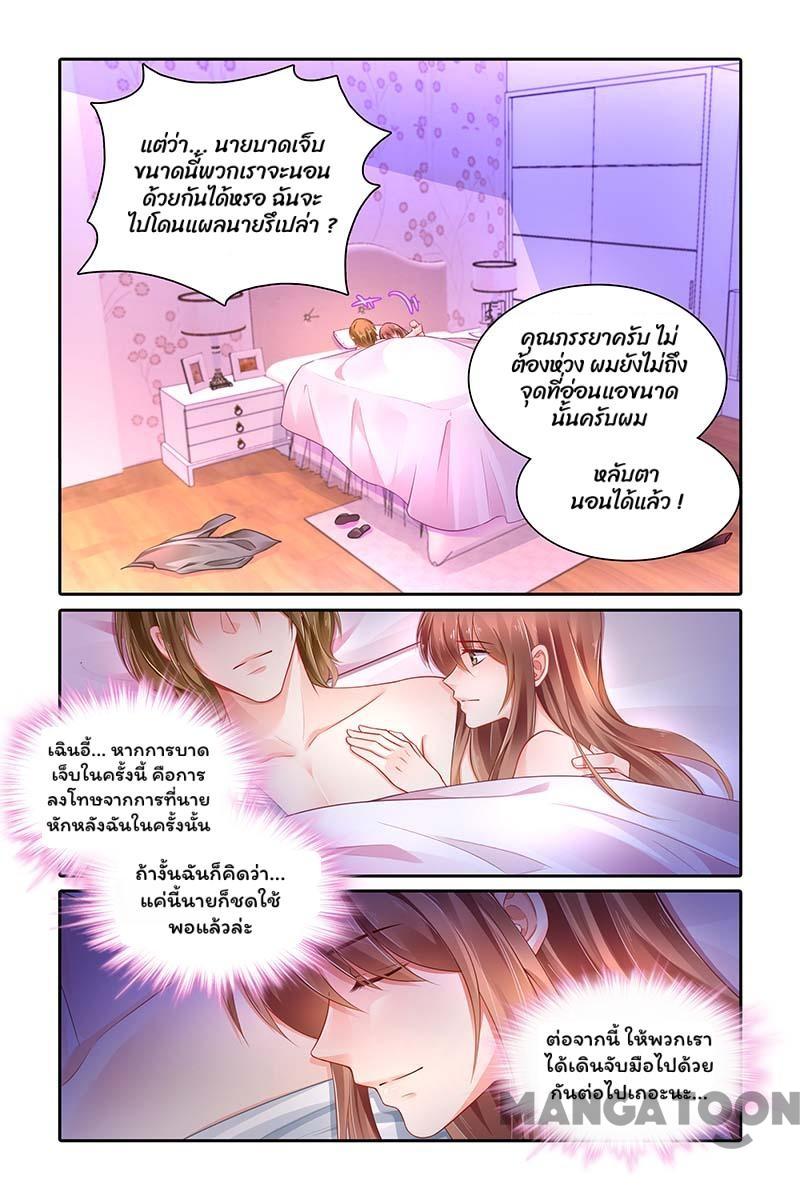 แต่ว่า... นายบาดเจ็บ
ขนาดนี้พวกเราจะนอน
ด้วยกันได้หรอ ฉันจะ
ไปโดนแผลนายรึเปล่า ?
คุณภรรยาครับ ไม่
ต้องห่วง ผมยังไม่ถึง
จุดที่อ่อนแอขนาด
นั้นครับผม
หลับตา
นอนได้แล้ว !
เฉินอี้... หากการบาด
เจ็บในครั้งนี้ คือการ
ลงโทษจากการที่นาย
หักหลังฉันในครั้งนั้น
ถ้างั้นฉันก็คิดว่า...
แค่นี้นายก็ชดใช้
พอแล้วล่ะ
ต่อจากนี้ ให้พวกเรา
ได้เดินจับมือไปด้วย
กันต่อไปเถอะนะ...
MANGATOON